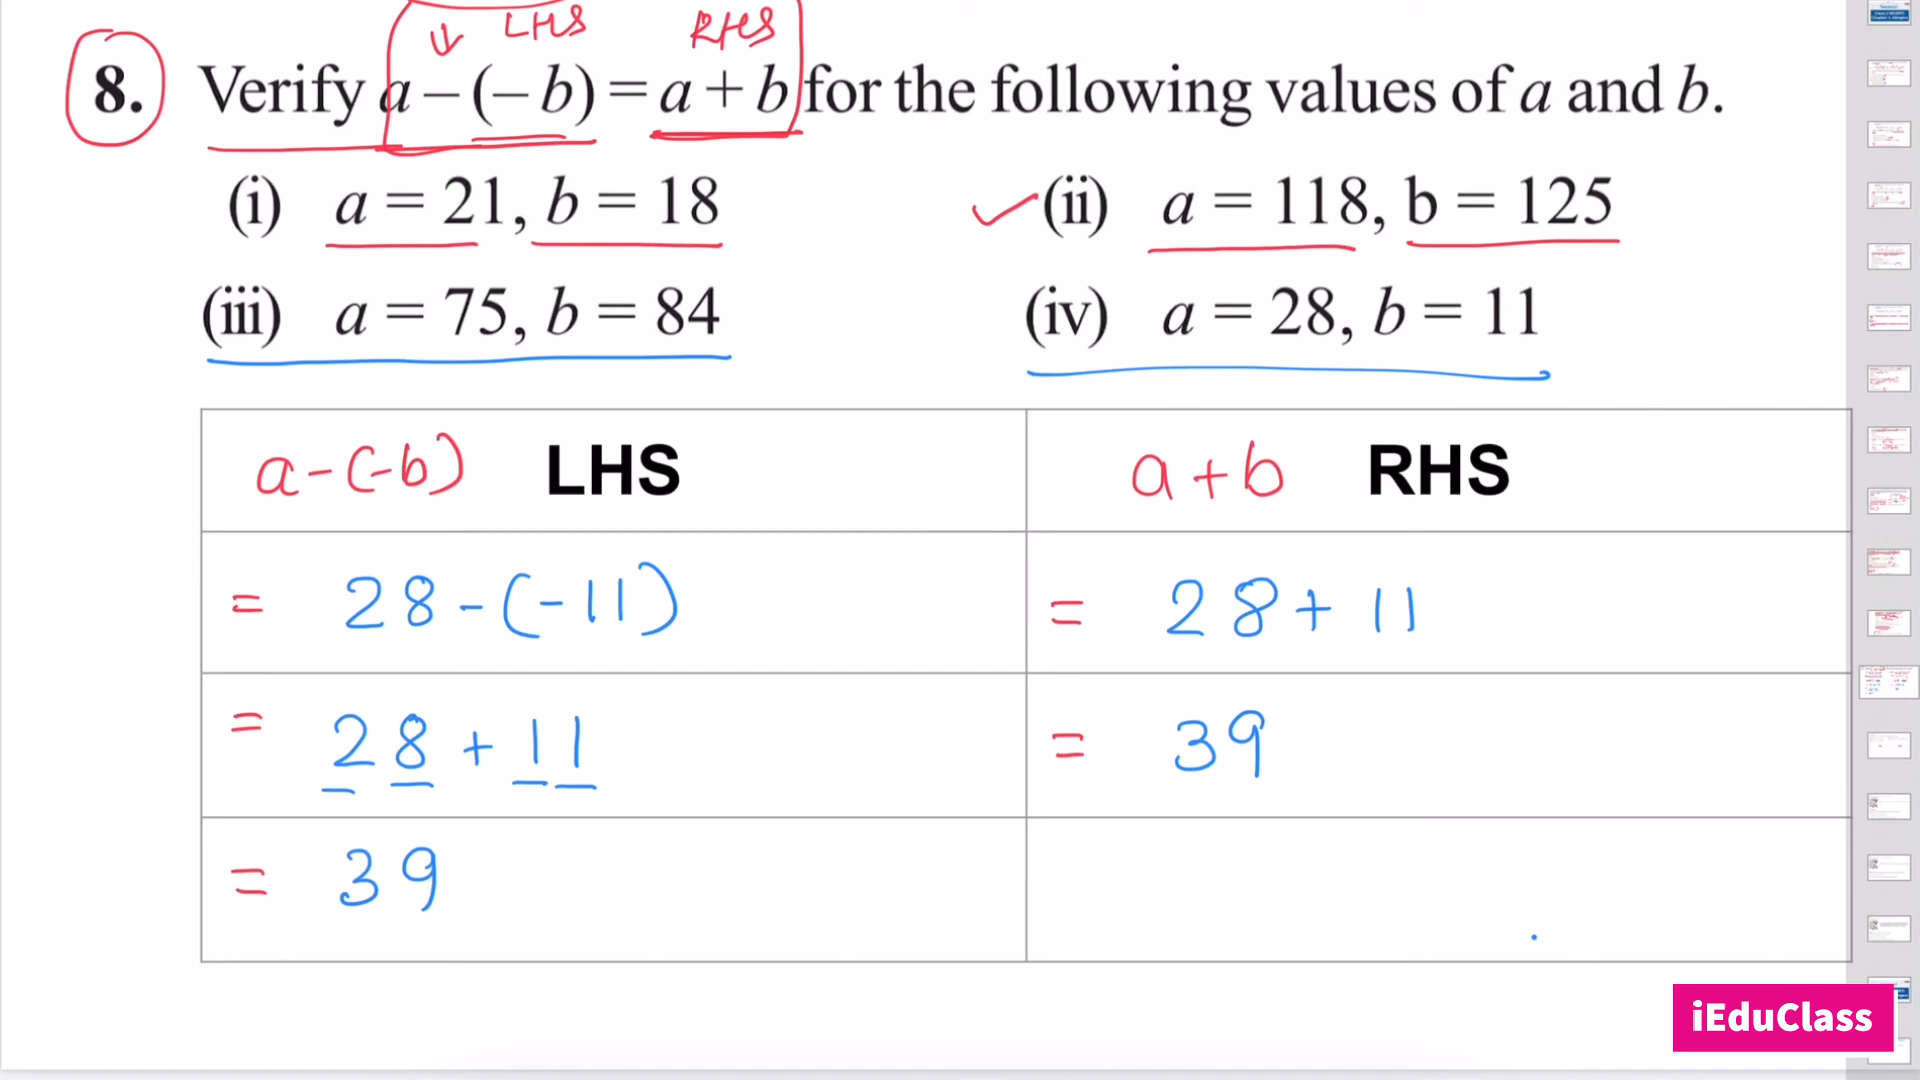 LHS RHS
8. Verify a – (– b) = a + b for the following values of a and b.
(i) a = 21, b = 18 (ii) a = 118, b = 125
(iii) a = 75, b = 84 (iv) a = 28, b = 11
a-(-b) LHS a+b RHS
= 28-(-11) = 28+11
= 28+11 = 39
= 39
iEduClass